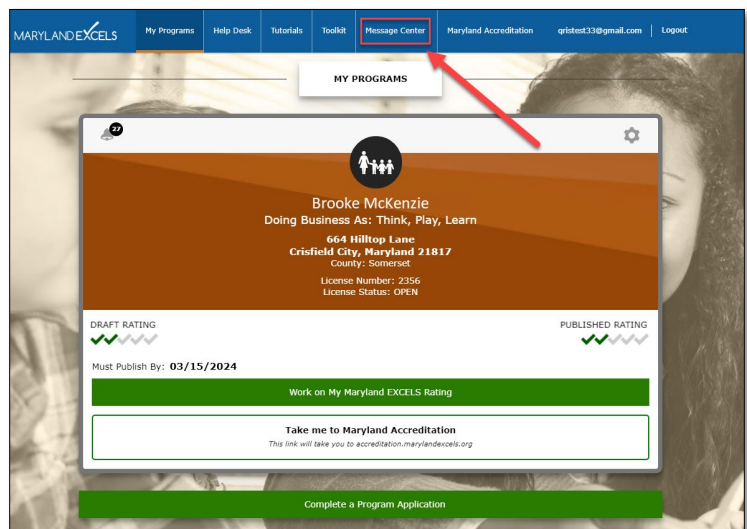 MARYLAND EXCELS
My Programs
Help Desk
Tutorials
Toolkit
Message Center
Maryland Accreditation
qristest33@gmail.com
Logout
MY PROGRAMS
27
Brooke McKenzie
Doing Business As: Think, Play, Learn
664 Hilltop Lane
Crisfield City, Maryland 21817
County: Somerset
License Number: 2356
License Status: OPEN
DRAFT RATING
PUBLISHED RATING
Must Publish By: 03/15/2024
Work on My Maryland EXCELS Rating
Take me to Maryland Accreditation
This link will take you to accreditation.marylandexcels.org
Complete a Program Application